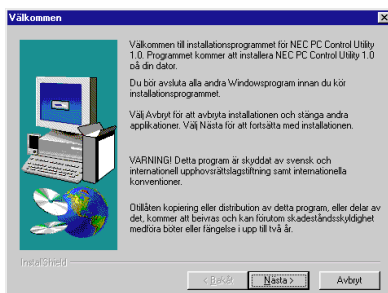 Välkommen
Välkommen till installationsprogrammet för NEC PC Control Utility
1.0. Programmet kommer att installera NEC PC Control Utility 1.0
på din dator.
Du bör avsluta alla andra Windowsprogram innan du kör
installationsprogrammet.
Välj Avbryt för att avbryta installationen och stänga andra
applikationer. Välj Nästa för att fortsätta med installationen.
VARNING! Detta program är skyddat av svensk och
internationell upphovsrättslagstiftning samt internationella
konventioner.
Otillåten kopiering eller distribution av detta program, eller delar av
det, kommer att beivras och kan förutom skadeståndsskyldighet
medföra böter eller fängelse i upp till två år.
InstallShield
< Bakåt Nästa > Avbryt